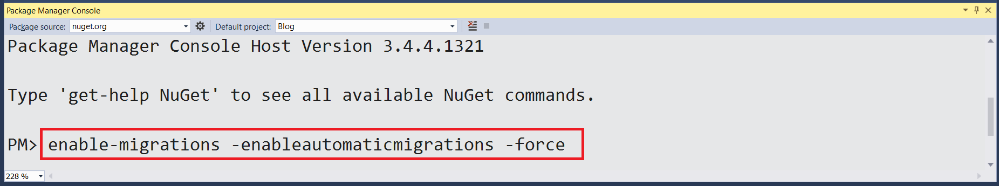 Package Manager Console
Package source: nuget.org Default project: Blog
Package Manager Console Host Version 3.4.4.1321
Type 'get-help NuGet' to see all available NuGet commands.
PM> enable-migrations -enableautomaticmigrations -force
228 %